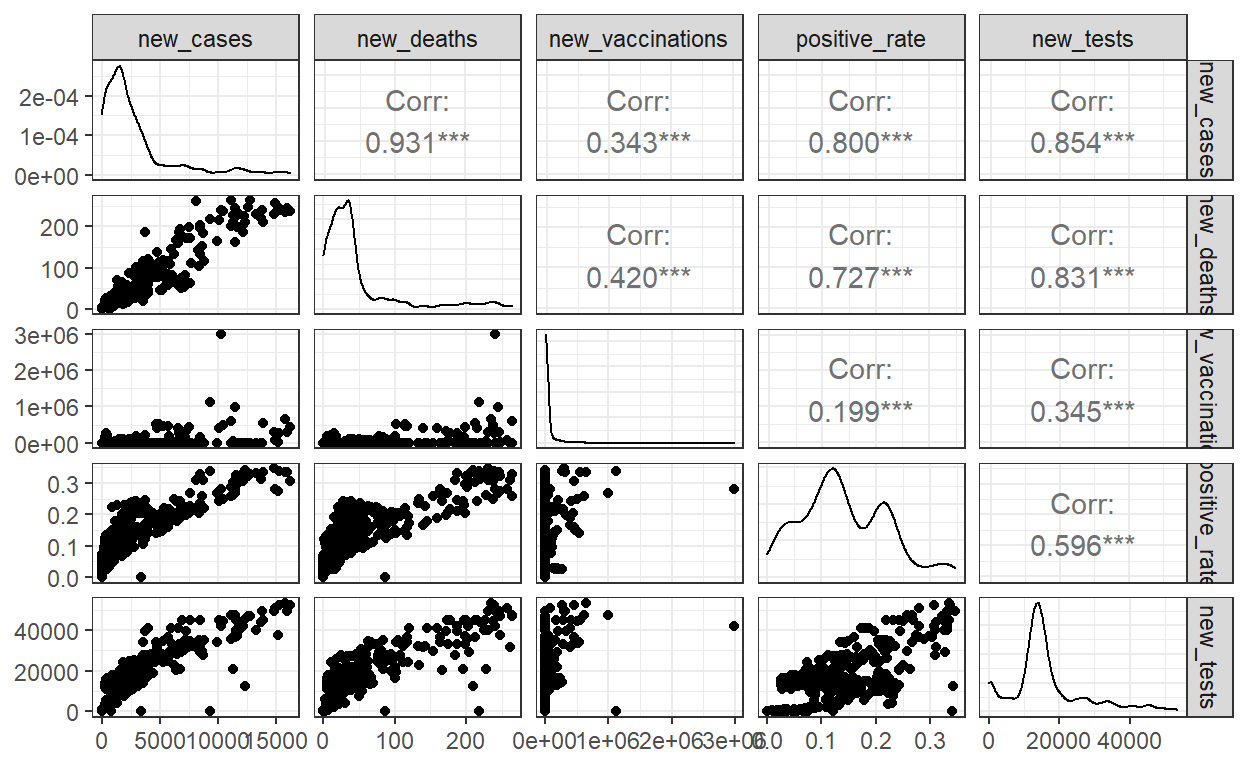 new_cases new_deaths new_vaccinations positive_rate new_tests
2e-04
1e-04
0e+00
Corr:
0.931***
Corr:
0.343***
Corr:
0.800***
Corr:
0.854***
new_cases
200
100
0
Corr:
0.420***
Corr:
0.727***
Corr:
0.831***
new_deaths
3e+06
2e+06
1e+06
0e+00
Corr:
0.199***
Corr:
0.345***
w_vaccinatio
0.3
0.2
0.1
0.0
Corr:
0.596***
positive_rate
40000
20000
0
new_tests
0 5000 10000 15000 0 100 200 0e+00 1e+06 2e+06 3e+06 0.0 0.1 0.2 0.3 0 20000 40000